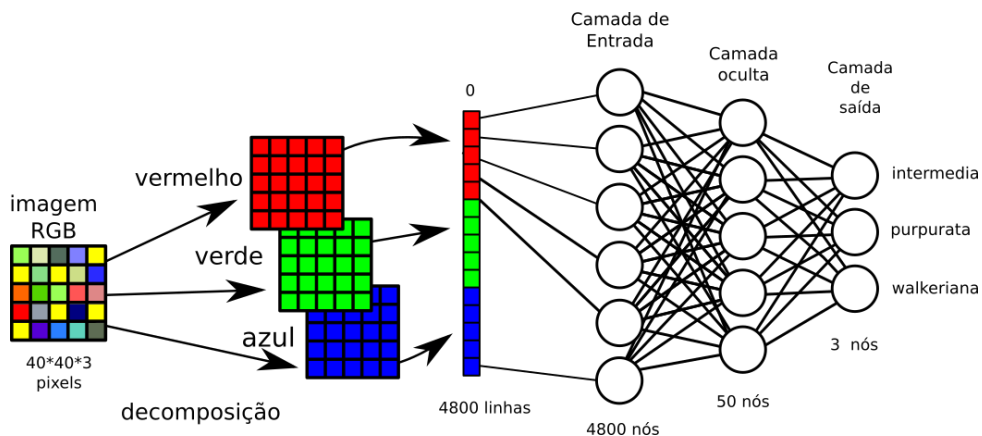 imagem
RGB
40*40*3
pixels
vermelho
verde
azul
decomposição
0
4800 linhas
Camada de
Entrada
4800 nós
Camada
oculta
50 nós
Camada
de
saída
intermedia
purpurata
walkeriana
3 nós